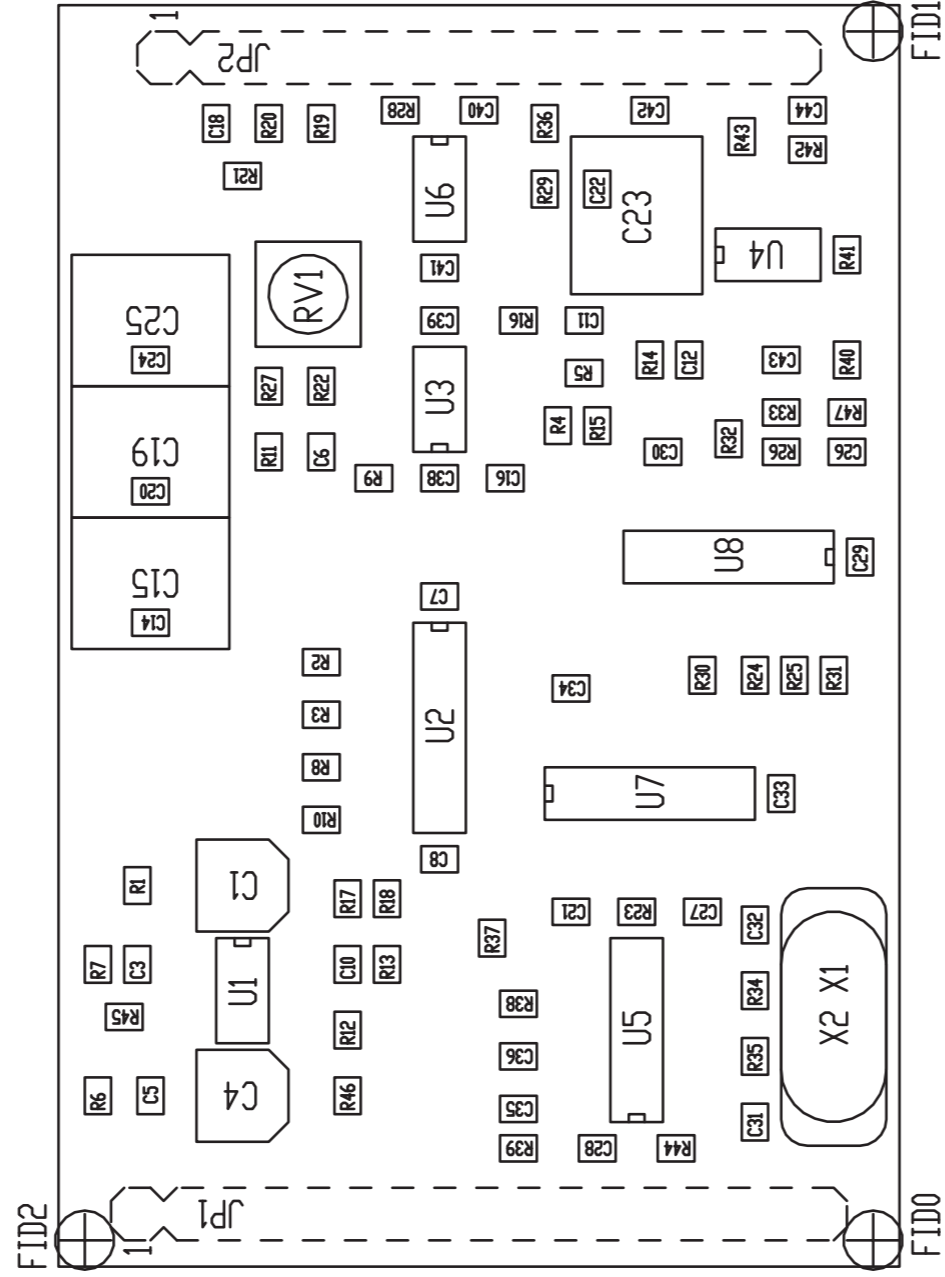 1
FID1
JP2
R28
C40
C42
C44
C18
R20
R19
R36
R43
R42
R21
U6
R29
C22
C23
U4
R41
C41
RV1
C25
C39
R16
C11
C24
R27
R22
U3
R5
R14
C12
C43
R40
R33
R47
R4
R15
R32
C19
R11
C6
C30
R26
C26
C20
R9
C38
C16
U8
C29
C15
C7
C14
R2
C34
R30
R24
R25
R31
R3
U2
R8
U7
C33
R10
C8
R1
C1
R17
R18
C21
R23
C27
R37
C32
R7
C3
C10
R13
U1
R38
R34
X2 X1
R45
R12
U5
C36
R35
R6
C5
C4
R46
C35
C31
R39
C28
R44
JP1
FID2
1
FID0